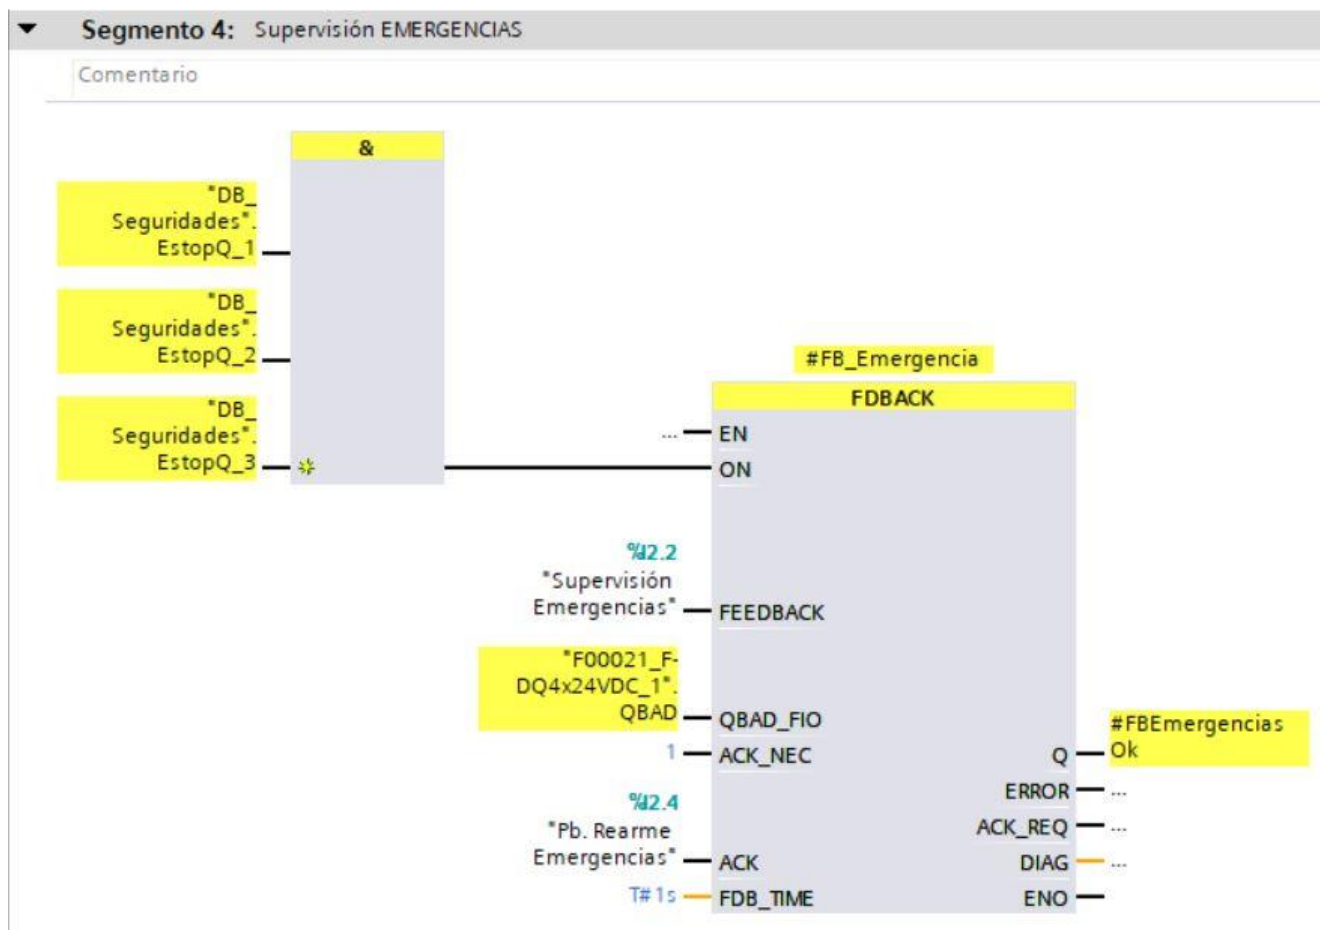 Segmento 4: Supervisión EMERGENCIAS
Comentario
&
"DB_
Seguridades".
EstopQ_1
"DB_
Seguridades".
EstopQ_2
"DB_
Seguridades".
EstopQ_3
#FB_Emergencia
FDBACK
... EN
ON
%I2.2
"Supervisión
Emergencias" FEEDBACK
"F00021_F-
DQ4x24VDC_1".
QBAD QBAD_FIO
1 ACK_NEC
%I2.4
"Pb. Rearme
Emergencias" ACK
T#1s FDB_TIME
#FBEmergencias
Q Ok
ERROR ...
ACK_REQ ...
DIAG ...
ENO